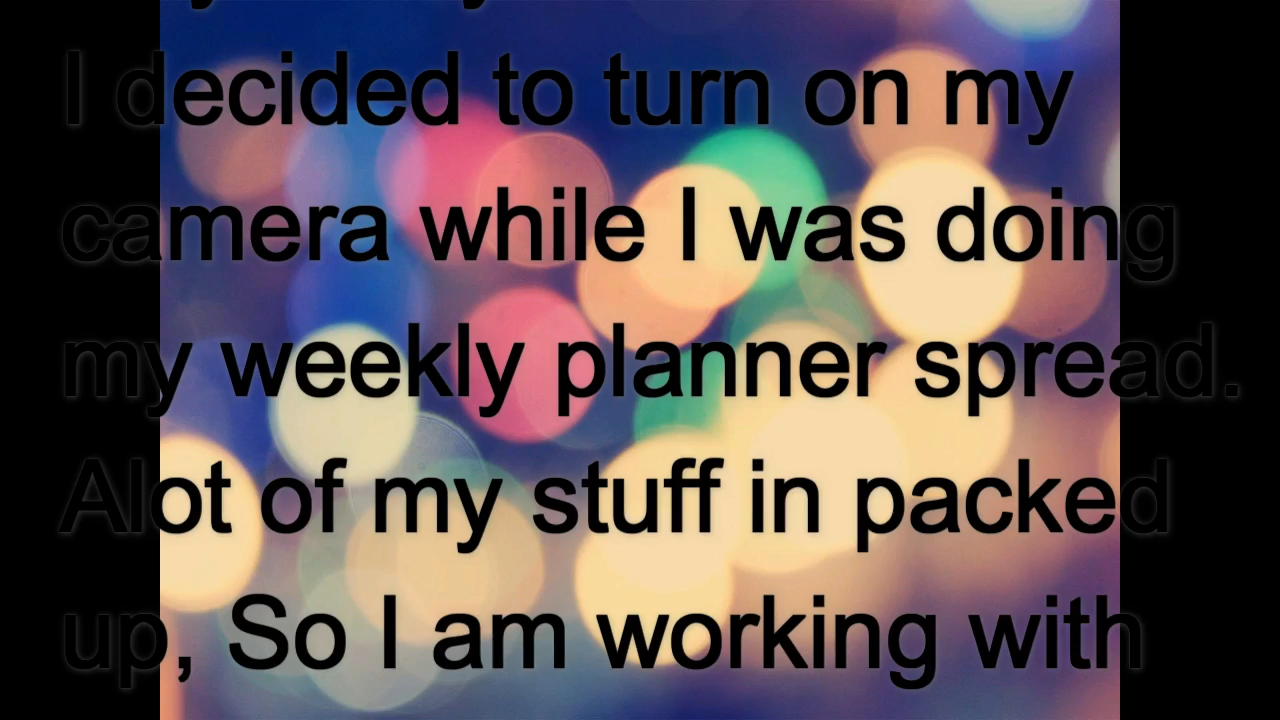 I decided to turn on my
camera while I was doing
my weekly planner spread.
Alot of my stuff in packed
up, So I am working with